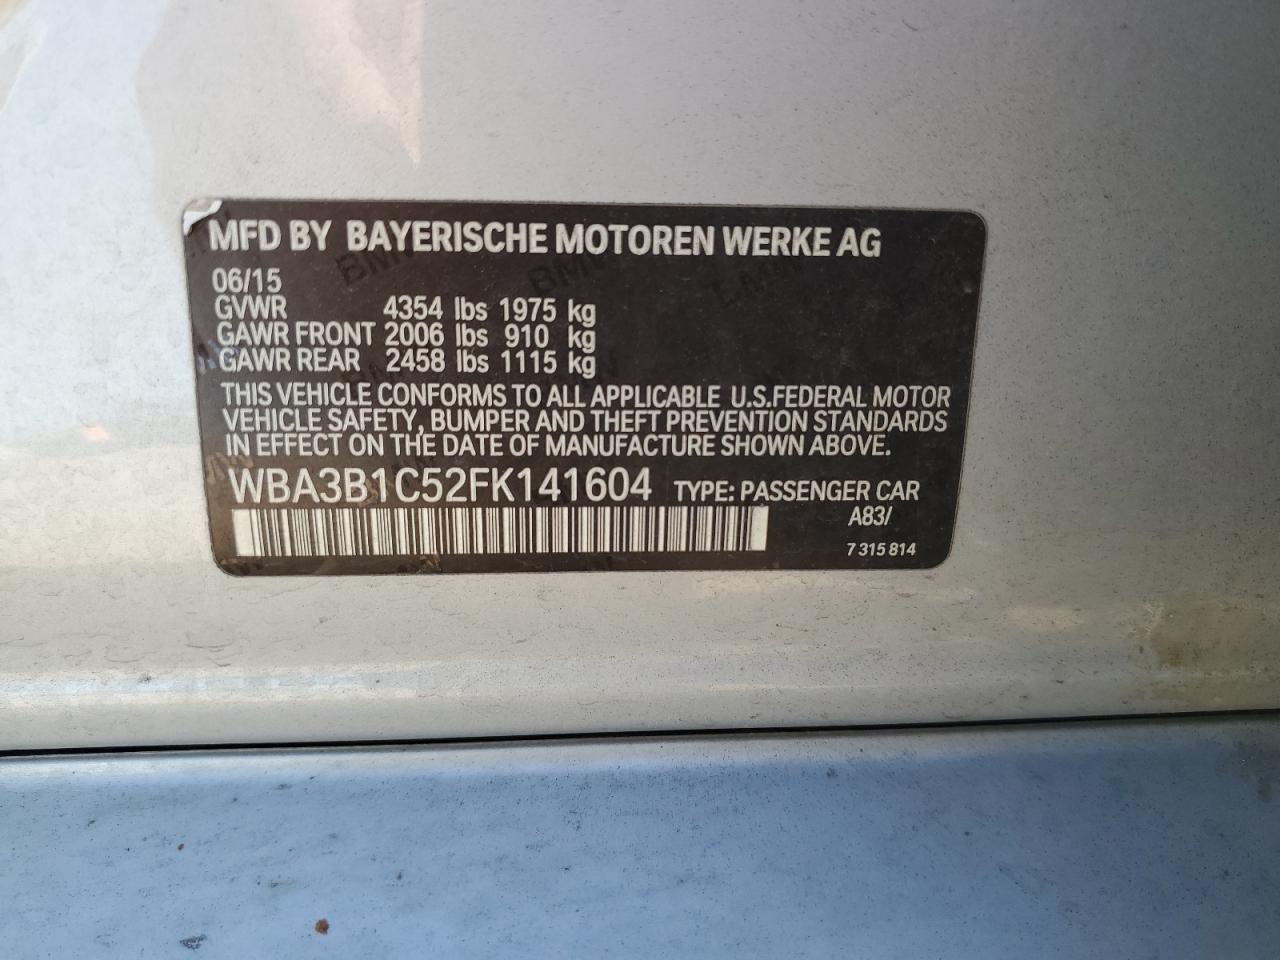 MFD BY BAYERISCHE MOTOREN WERKE AG
06/15
GVWR 4354 lbs 1975 kg
GAWR FRONT 2006 lbs 910 kg
GAWR REAR 2458 lbs 1115 kg
THIS VEHICLE CONFORMS TO ALL APPLICABLE U.S.FEDERAL MOTOR
VEHICLE SAFETY, BUMPER AND THEFT PREVENTION STANDARDS
IN EFFECT ON THE DATE OF MANUFACTURE SHOWN ABOVE.
WBA3B1C52FK141604 TYPE: PASSENGER CAR
A83/
7 315 814